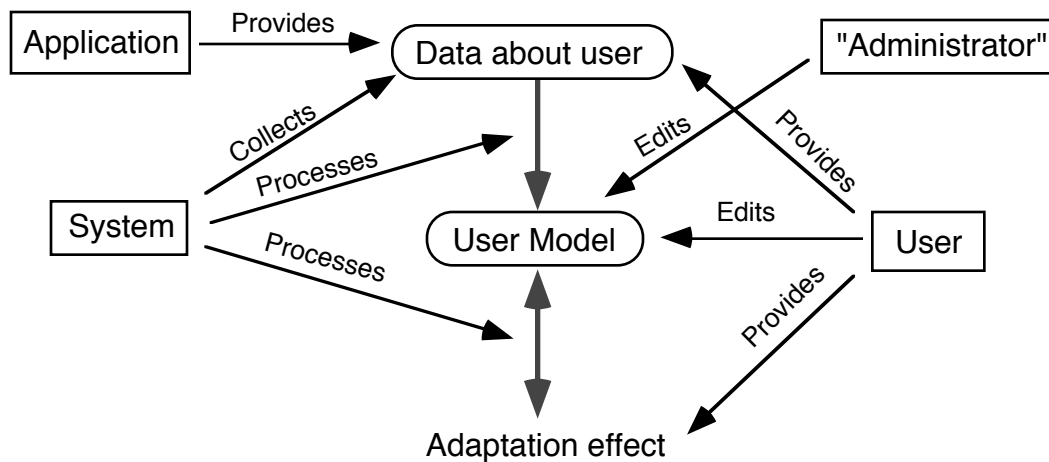 Application
Provides
Data about user
"Administrator"
Collects
Edits
Provides
Processes
System
User Model
Edits
User
Processes
Provides
Adaptation effect